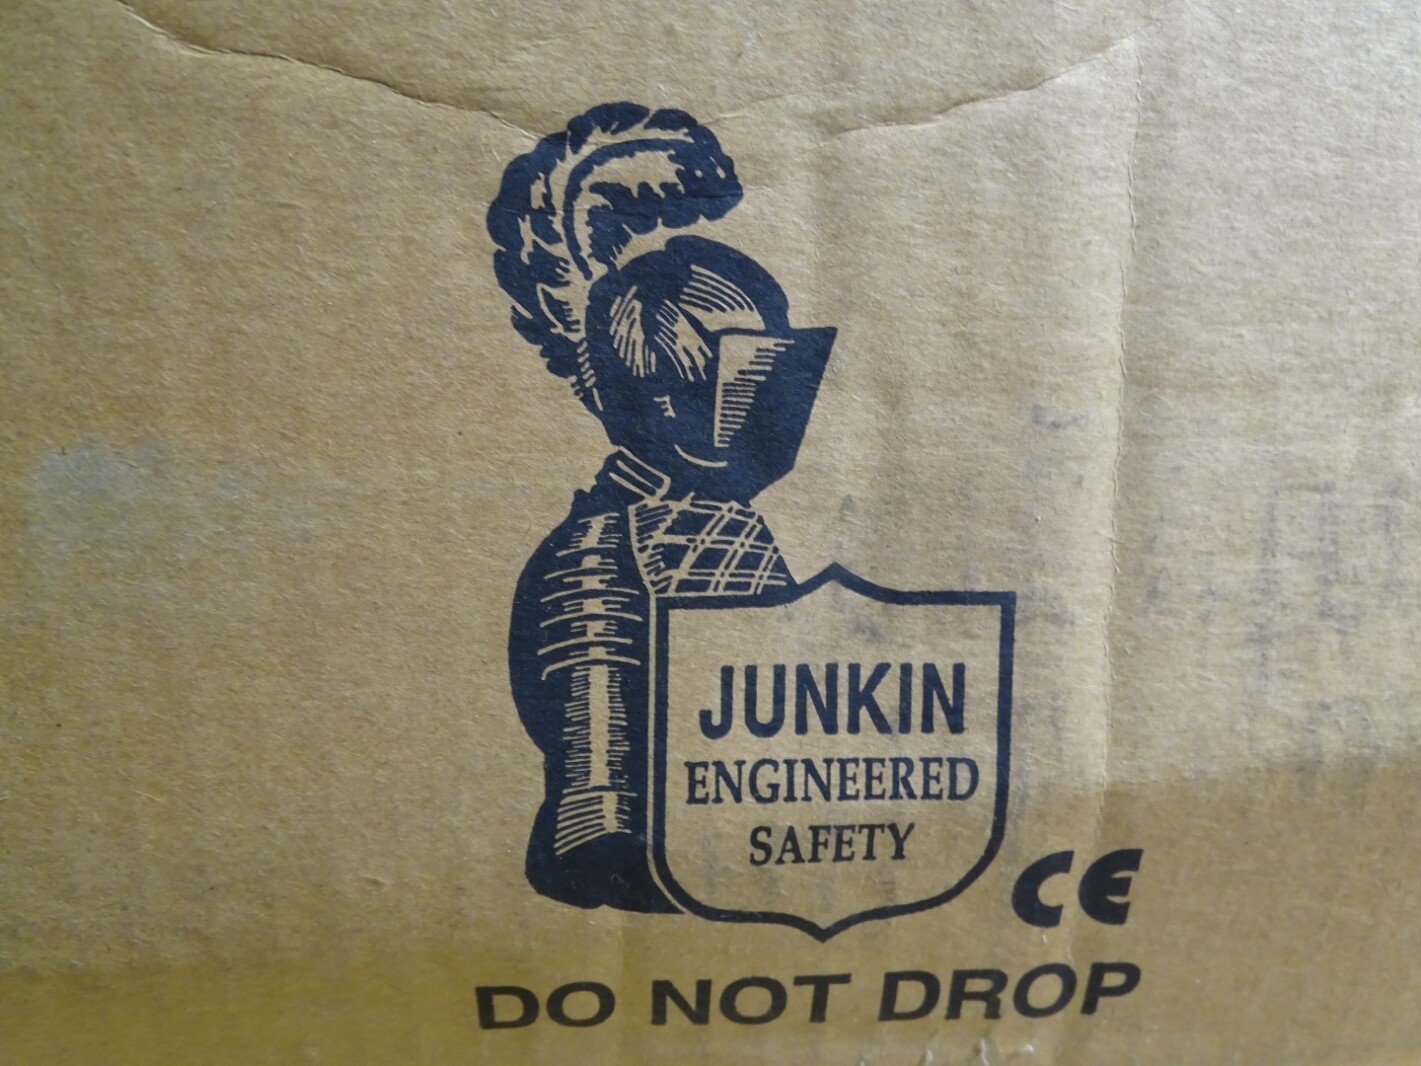 JUNKIN
ENGINEERED
SAFETY
CE
DO NOT DROP